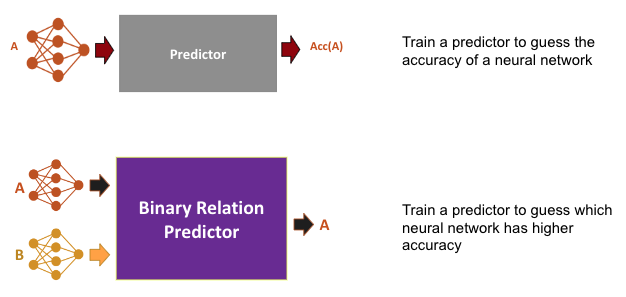 A
Predictor
Acc(A)
Train a predictor to guess the
accuracy of a neural network
A
B
Binary Relation
Predictor
A
Train a predictor to guess which
neural network has higher
accuracy